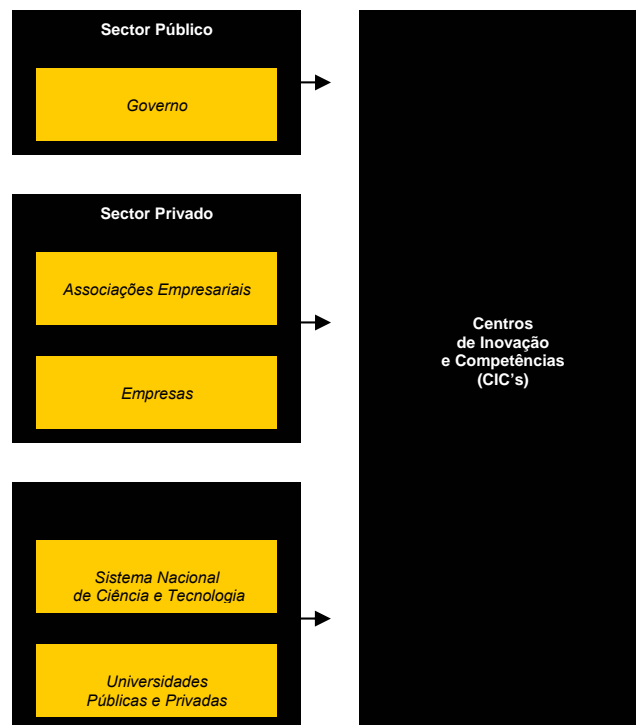 Sector Público
Governo
Sector Privado
Associações Empresariais
Empresas
Sistema Nacional
de Ciência e Tecnologia
Universidades
Públicas e Privadas
Centros
de Inovação
e Competências
(CIC's)